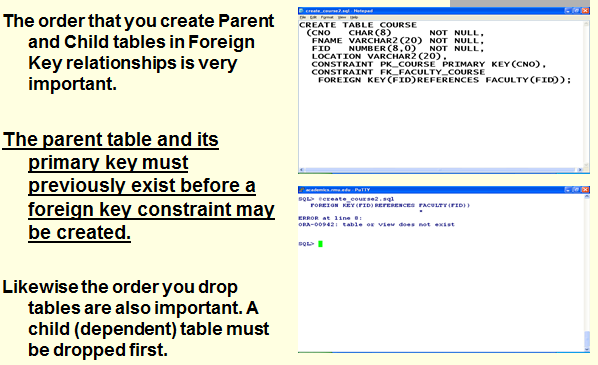 The order that you create Parent
and Child tables in Foreign
Key relationships is very
important.
The parent table and its
primary key must
previously exist before a
foreign key constraint may
be created.
Likewise the order you drop
tables are also important. A
child (dependent) table must
be dropped first.
create_course2.sql - Notepad
File Edit Format View Help
CREATE TABLE COURSE
(CNO CHAR(8) NOT NULL,
FNAME VARCHAR2(20) NOT NULL,
FID NUMBER(8,0) NOT NULL,
LOCATION VARCHAR2(20),
CONSTRAINT PK_COURSE PRIMARY KEY(CNO),
CONSTRAINT FK_FACULTY_COURSE
FOREIGN KEY(FID)REFERENCES FACULTY(FID));
academics.rmu.edu - PuTTY
SQL> @create_course2.sql
FOREIGN KEY(FID)REFERENCES FACULTY(FID))
*
ERROR at line 8:
ORA-00942: table or view does not exist
SQL>